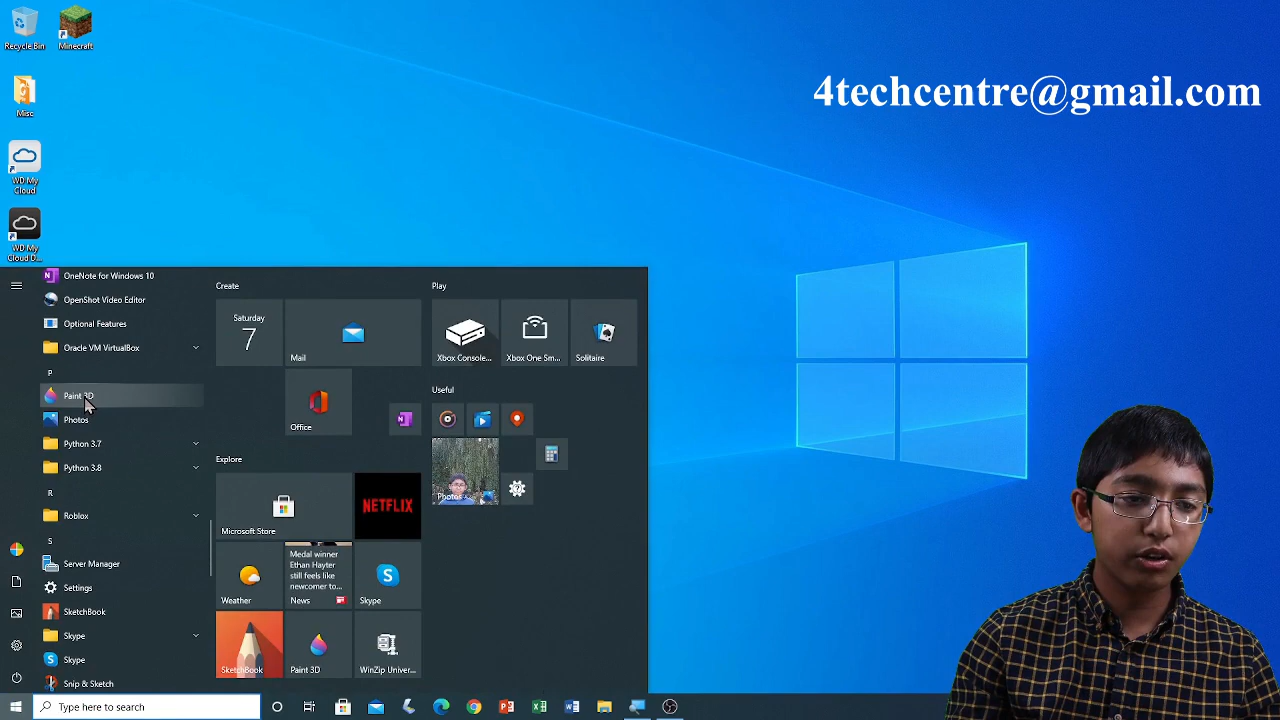 Recycle Bin
Minecraft
Misc
WD My
Cloud
WD My
Cloud D...
4techcentre@gmail.com
OneNote for Windows 10
OpenShot Video Editor
Optional Features
Oracle VM VirtualBox
P
Paint 3D
Photos
Python 3.7
Python 3.8
R
Roblox
S
Server Manager
Settings
SketchBook
Skype
Skype
Snip & Sketch
Create
Saturday
7
Mail
Office
Explore
Microsoft Store
NETFLIX
Weather
Medal winner
Ethan Hayter
still feels like
newcomer to...
News
Skype
SketchBook
Paint 3D
WinZip Univer...
Play
Xbox Console...
Xbox One Sm...
Solitaire
Useful
Photos
Type here to search